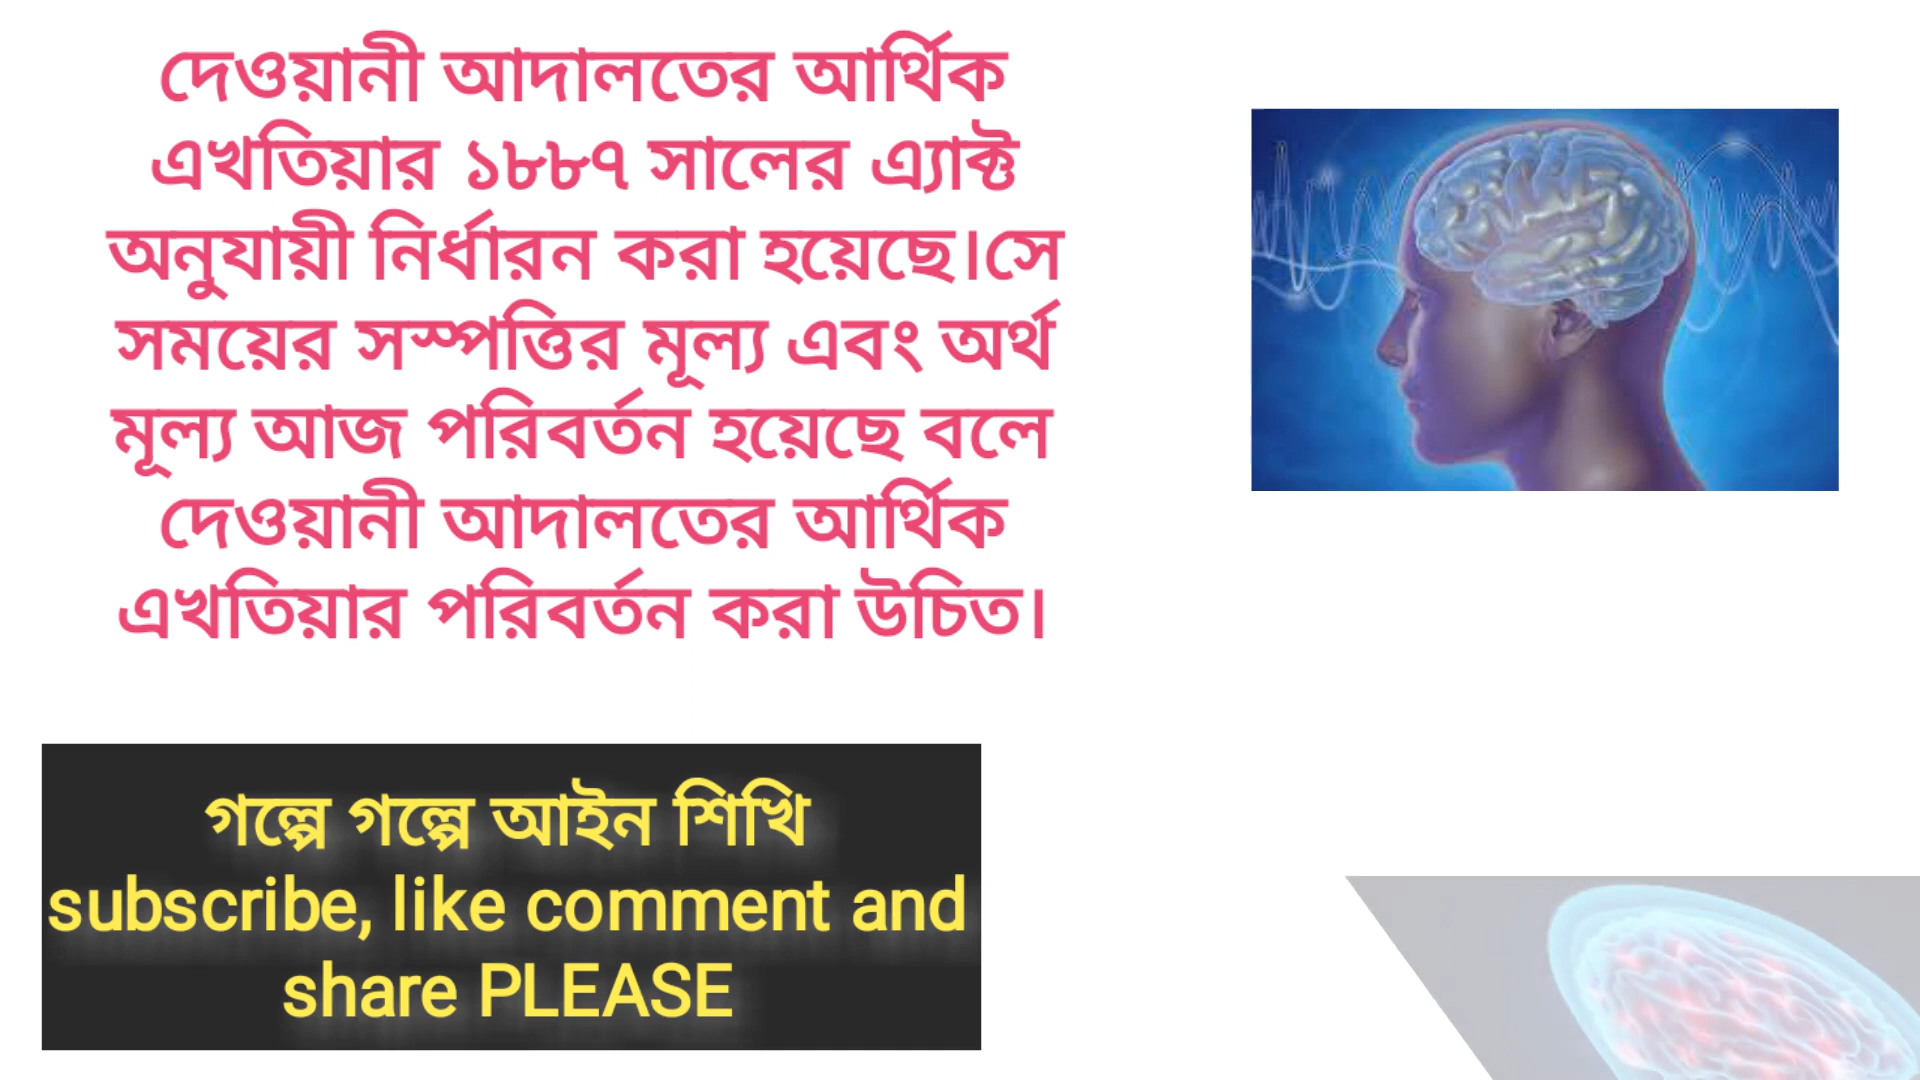 দেওয়ানী আদালতের আর্থিক
এখতিয়ার ১৮৮৭ সালের এ্যাক্ট
অনুযায়ী নির্ধারন করা হয়েছে।সে
সময়ের সস্পত্তির মূল্য এবং অর্থ
মূল্য আজ পরিবর্তন হয়েছে বলে
দেওয়ানী আদালতের আর্থিক
এখতিয়ার পরিবর্তন করা উচিত।
গল্পে গল্পে আইন শিখি
subscribe, like comment and
share PLEASE